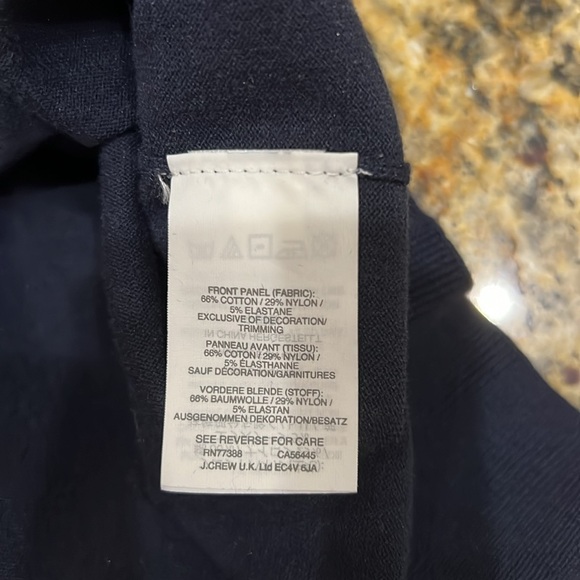 FRONT PANEL (FABRIC):
66% COTTON / 29% NYLON /
5% ELASTANE
EXCLUSIVE OF DECORATION/
TRIMMING
PANNEAU AVANT (TISSU):
66% COTON / 29% NYLON /
5% ÉLASTHANNE
SAUF DÉCORATION/GARNITURES
VORDERE BLENDE (STOFF):
66% BAUMWOLLE / 29% NYLON /
5% ELASTAN
AUSGENOMMEN DEKORATION/BESATZ
SEE REVERSE FOR CARE
RN77388 CA56445
J.CREW U.K. Ltd EC4V 6JA